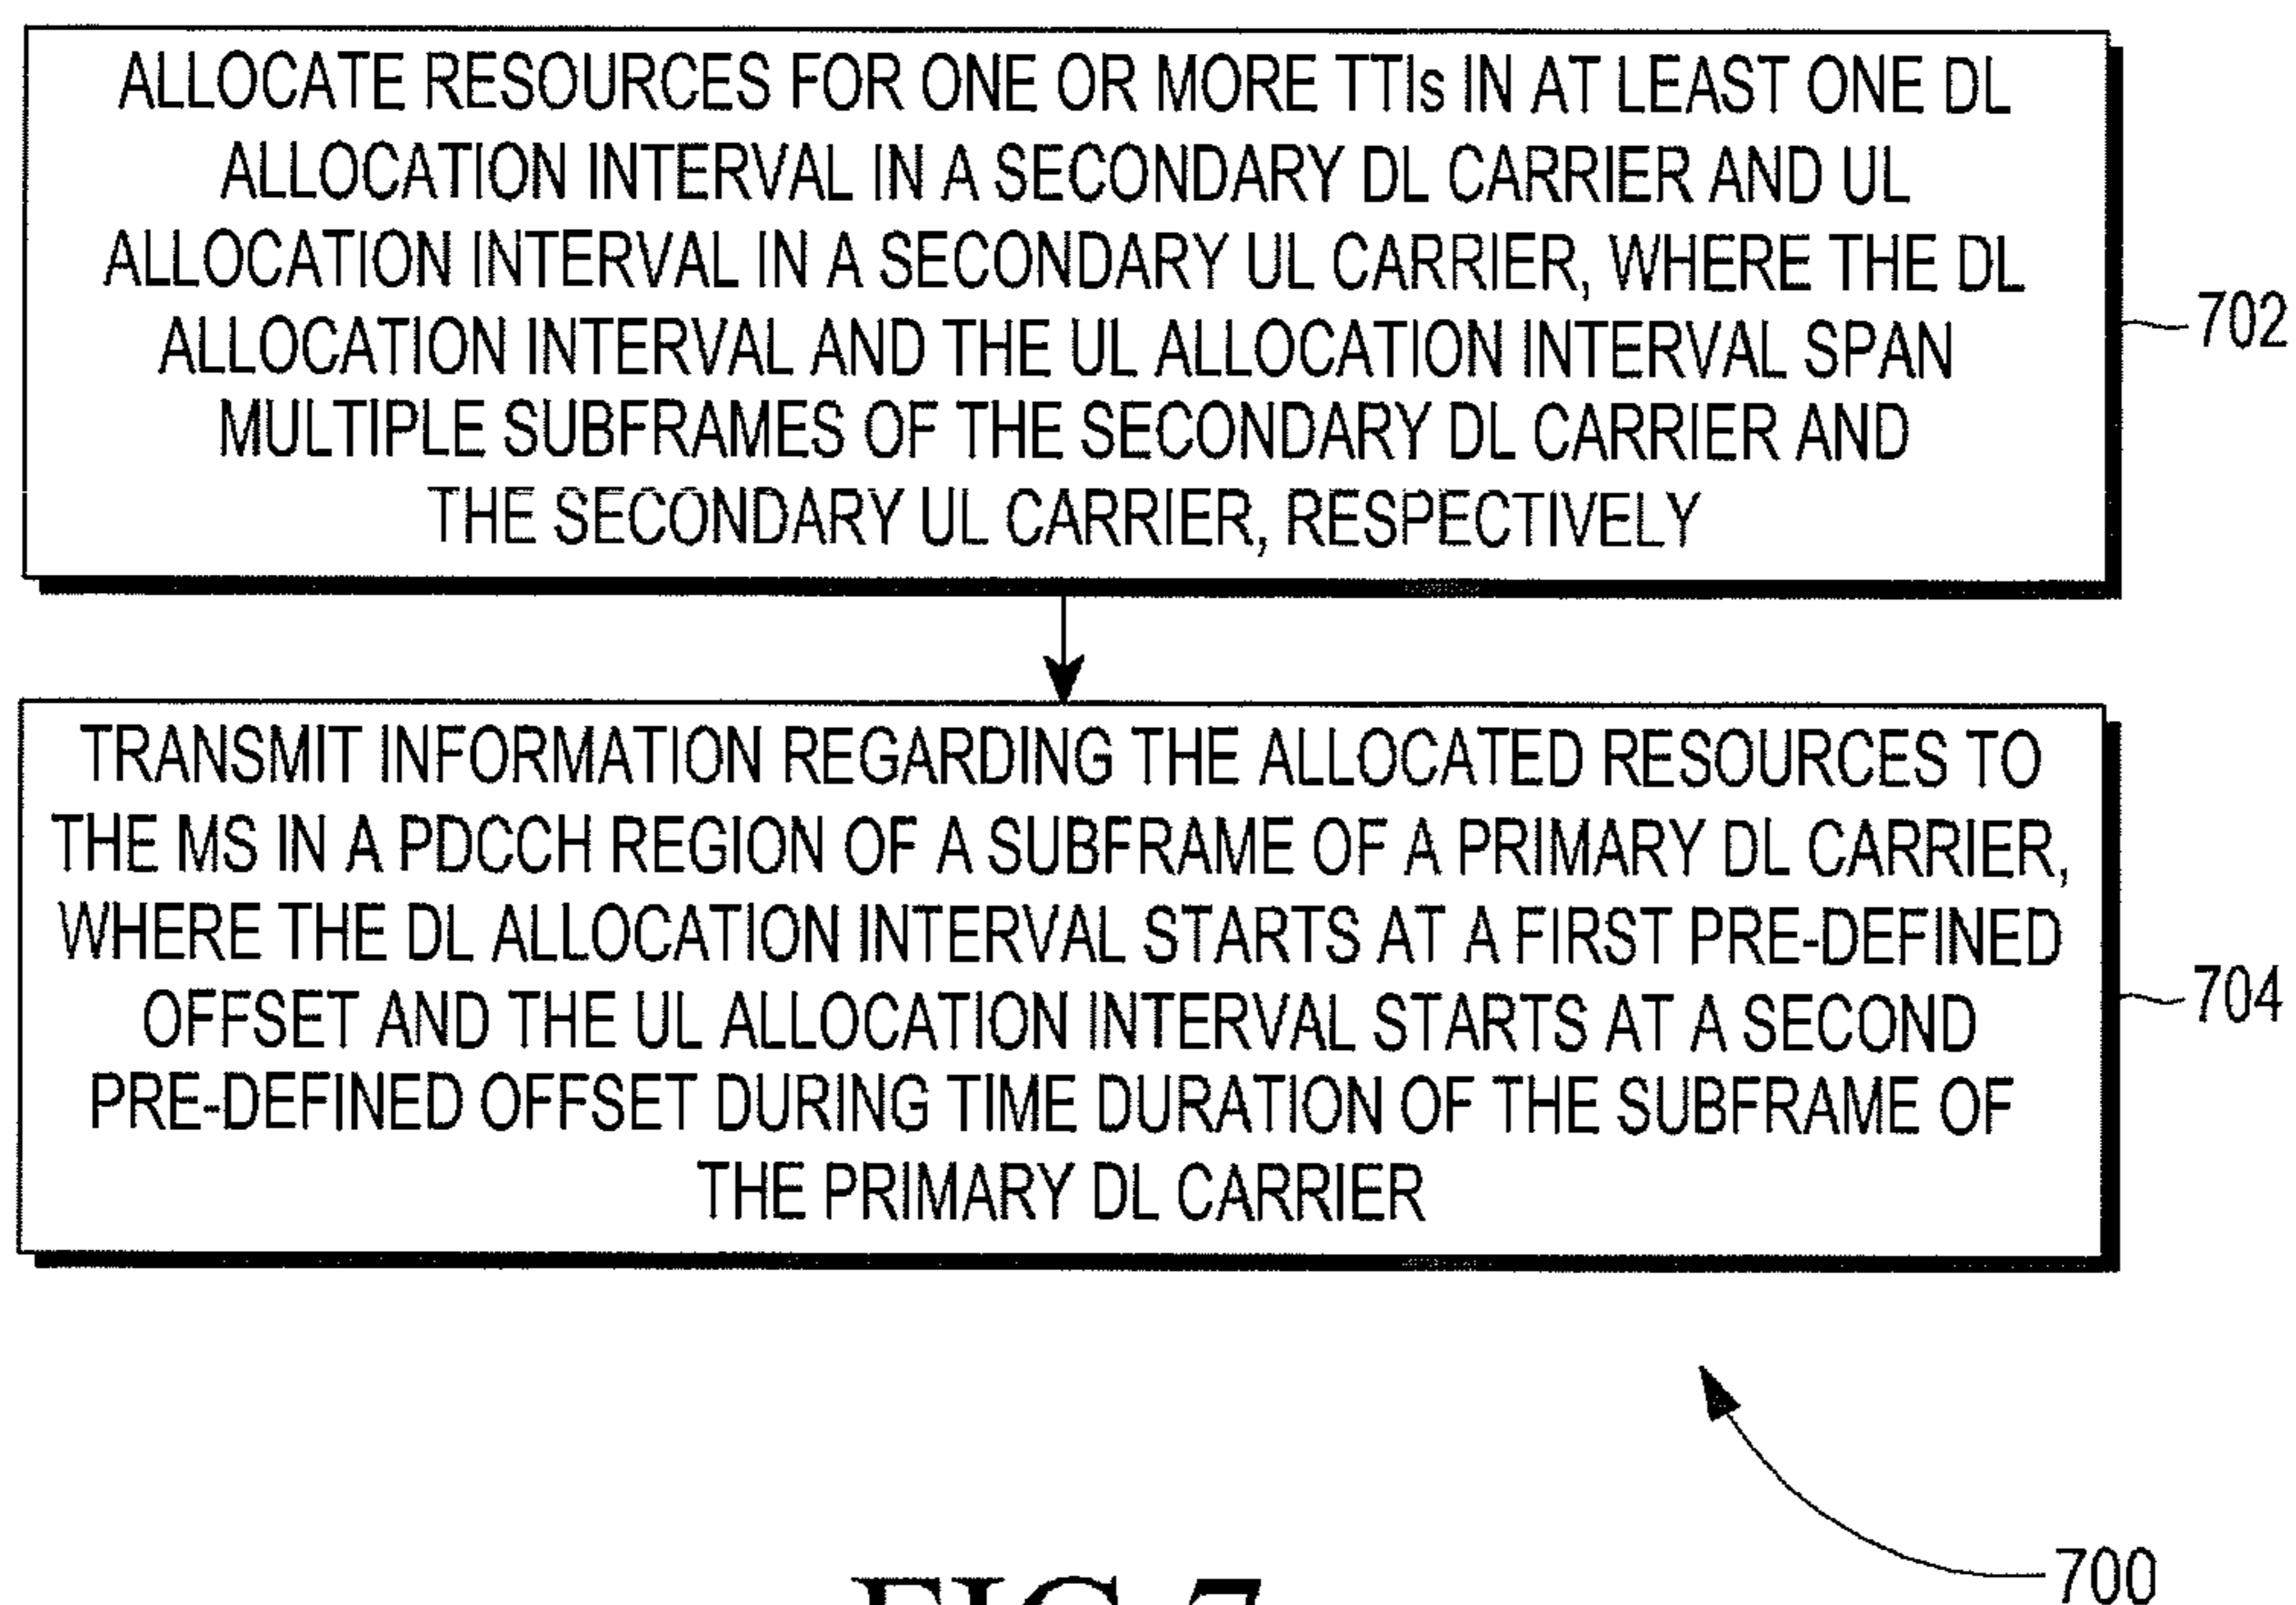 ALLOCATE RESOURCES FOR ONE OR MORE TTIs IN AT LEAST ONE DL
ALLOCATION INTERVAL IN A SECONDARY DL CARRIER AND UL
ALLOCATION INTERVAL IN A SECONDARY UL CARRIER, WHERE THE DL
ALLOCATION INTERVAL AND THE UL ALLOCATION INTERVAL SPAN
MULTIPLE SUBFRAMES OF THE SECONDARY DL CARRIER AND
THE SECONDARY UL CARRIER, RESPECTIVELY
702
TRANSMIT INFORMATION REGARDING THE ALLOCATED RESOURCES TO
THE MS IN A PDCCH REGION OF A SUBFRAME OF A PRIMARY DL CARRIER,
WHERE THE DL ALLOCATION INTERVAL STARTS AT A FIRST PRE-DEFINED
OFFSET AND THE UL ALLOCATION INTERVAL STARTS AT A SECOND
PRE-DEFINED OFFSET DURING TIME DURATION OF THE SUBFRAME OF
THE PRIMARY DL CARRIER
704
700